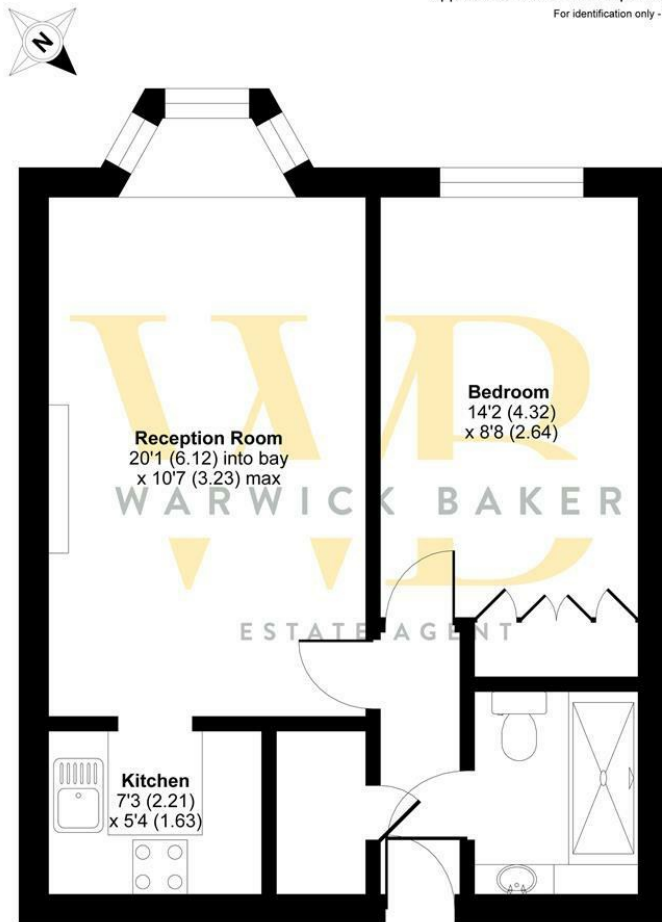 For identification only -
N
Bedroom
14'2 (4.32)
x 8'8 (2.64)
Reception Room
20'1 (6.12) into bay
x 10'7 (3.23) max
WB
WARWICK BAKER
ESTATE AGENT
Kitchen
7'3 (2.21)
x 5'4 (1.63)